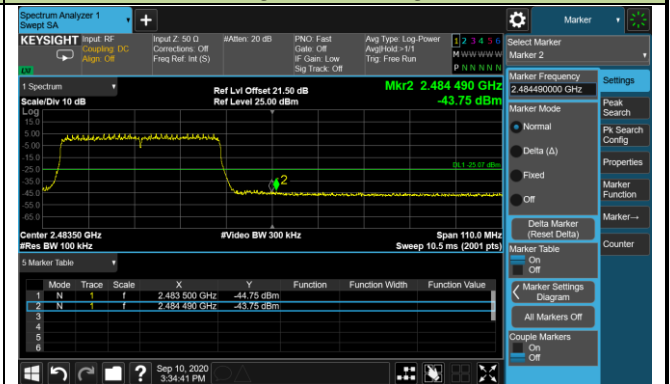 Spectrum Analyzer 1
Swept SA
Marker
KEYSIGHT
Input: RF
Coupling: DC
Align: Off
Input Z: 50 Ω
Corrections: Off
Freq Ref: Int (S)
#Atten: 20 dB
PNO: Fast
Gate: Off
IF Gain: Low
Sig Track: Off
Avg Type: Log-Power
Avg|Hold:>1/1
Trig: Free Run
1 2 3 4 5 6
M W W W W W
P N N N N N
Select Marker
Marker 2
1 Spectrum
Scale/Div 10 dB
Log
Ref Lvl Offset 21.50 dB
Ref Level 25.00 dBm
Mkr2 2.484 490 GHz
-43.75 dBm
15.0
5.00
-5.00
-15.0
-25.0
-35.0
-45.0
-55.0
-65.0
DL1 -25.07 dBm
2
Center 2.48350 GHz
#Res BW 100 kHz
#Video BW 300 kHz
Span 110.0 MHz
Sweep 10.5 ms (2001 pts)
5 Marker Table
Mode Trace Scale X Y Function Function Width Function Value
1 N 1 f 2.483 500 GHz -44.75 dBm
2 N 1 f 2.484 490 GHz -43.75 dBm
3
4
5
6
Marker Frequency
2.484490000 GHz
Marker Mode
Normal
Delta (Δ)
Fixed
Off
Delta Marker
(Reset Delta)
Marker Table
On
Off
Marker Settings
Diagram
All Markers Off
Couple Markers
On
Off
Settings
Peak
Search
Pk Search
Config
Properties
Marker
Function
Marker→
Counter
Sep 10, 2020
3:34:41 PM